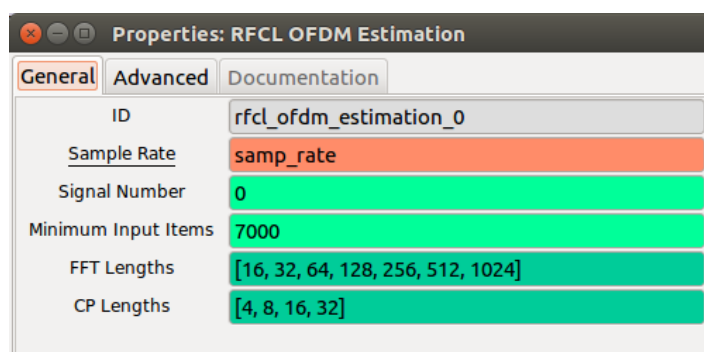 Properties: RFCL OFDM Estimation
General Advanced Documentation
ID rfcl_ofdm_estimation_0
Sample Rate samp_rate
Signal Number 0
Minimum Input Items 7000
FFT Lengths [16, 32, 64, 128, 256, 512, 1024]
CP Lengths [4, 8, 16, 32]